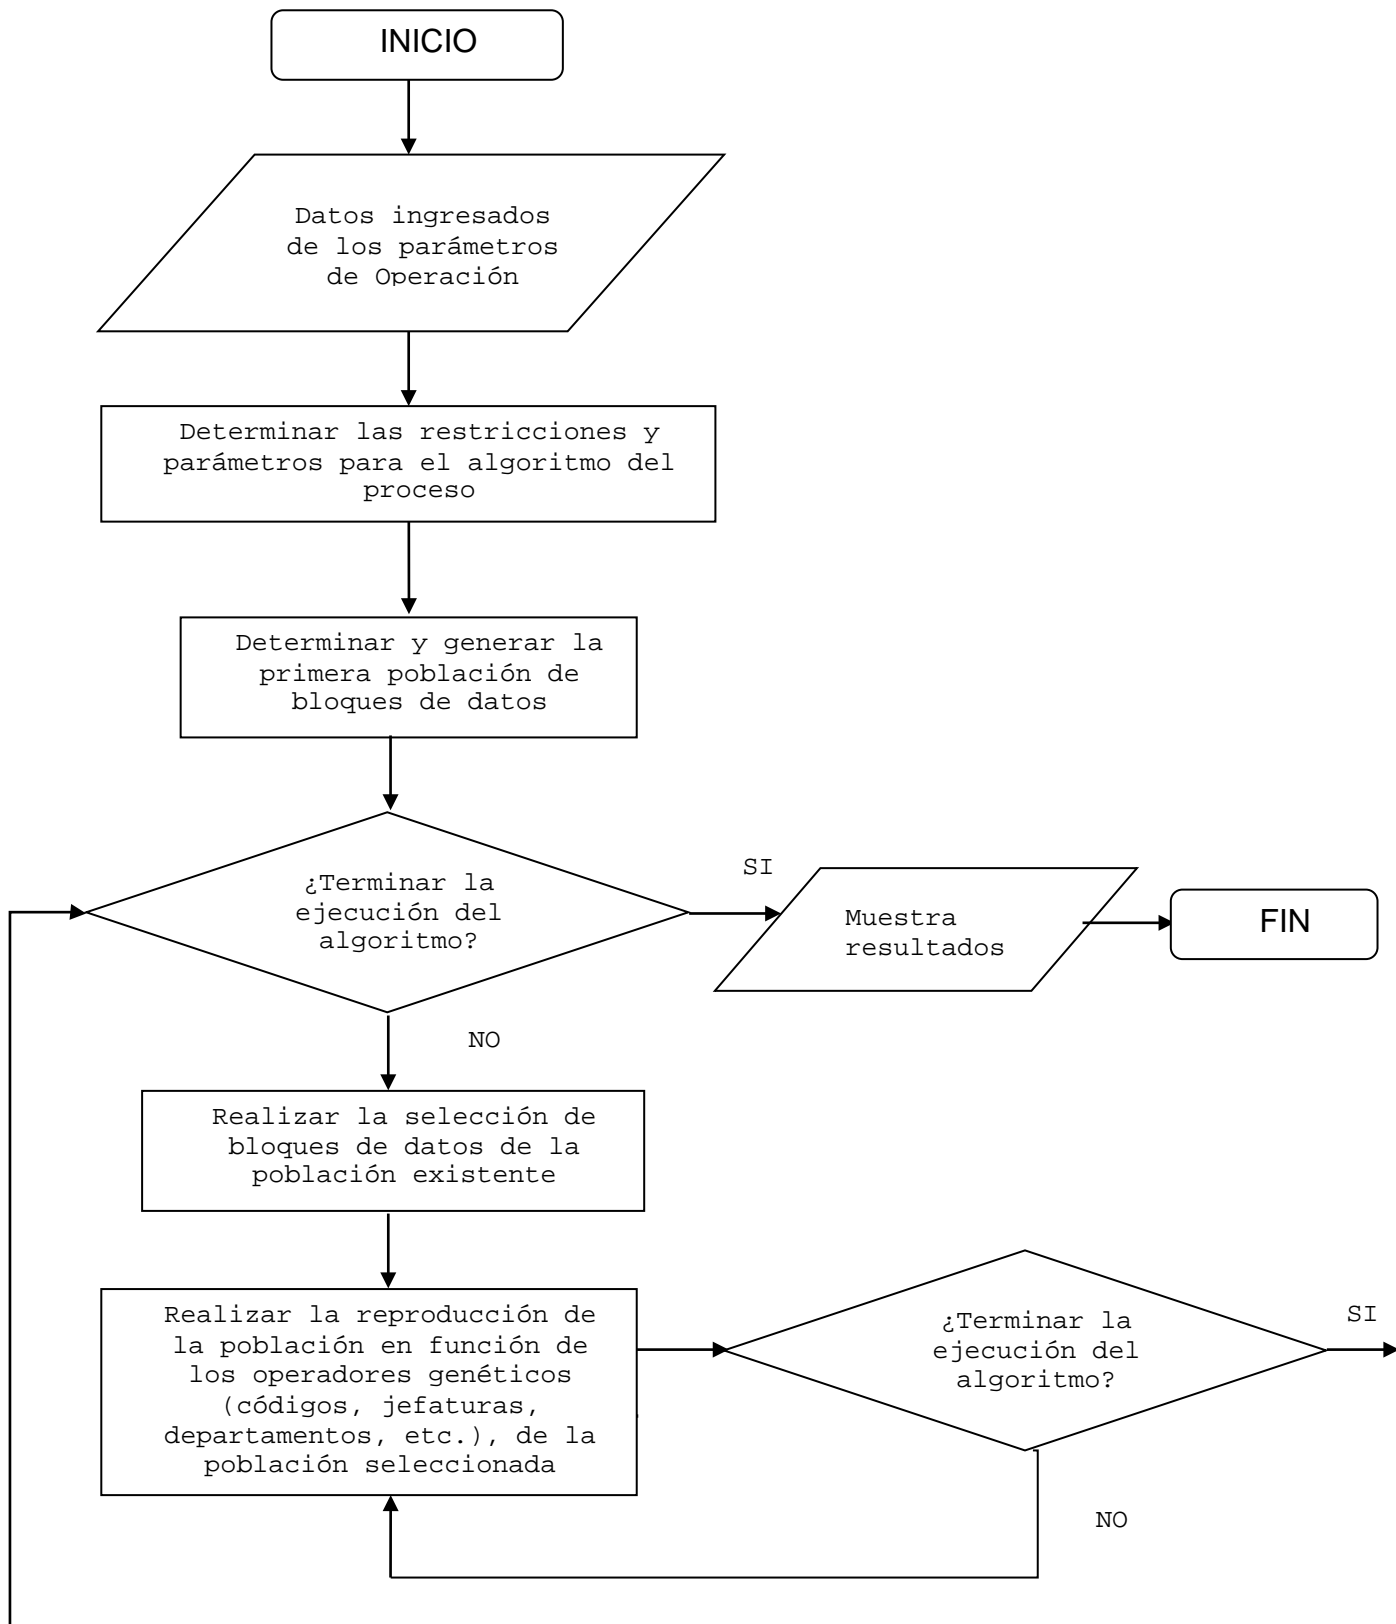 INICIO
Datos ingresados
de los parámetros
de Operación
Determinar las restricciones y
parámetros para el algoritmo del
proceso
Determinar y generar la
primera población de
bloques de datos
¿Terminar la
ejecución del
algoritmo?
SI
Muestra
resultados
FIN
NO
Realizar la selección de
bloques de datos de la
población existente
Realizar la reproducción de
la población en función de
los operadores genéticos
(códigos, jefaturas,
departamentos, etc.), de la
población seleccionada
¿Terminar la
ejecución del
algoritmo?
SI
NO